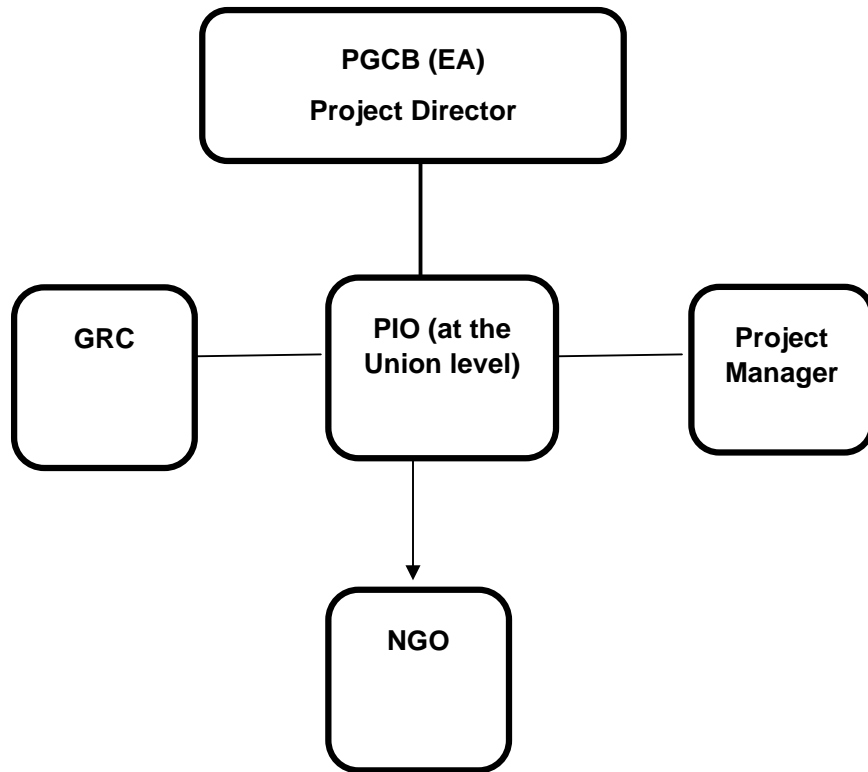 PGCB (EA)
Project Director
GRC
PIO (at the
Union level)
Project
Manager
NGO